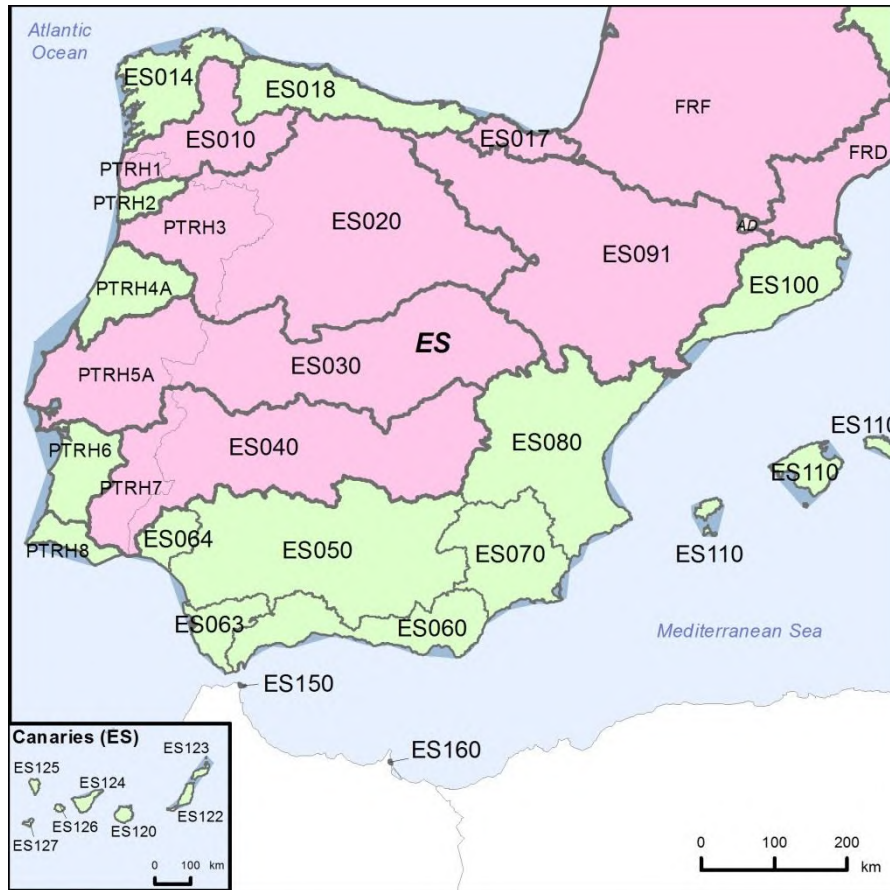 Atlantic
Ocean
ES014
ES018
ES010
ES017
FRF
FRD
PTRH1
PTRH2
PTRH3
ES020
ES091
AD
ES100
PTRH4A
ES
PTRH5A
ES030
ES110
PTRH6
ES040
ES080
ES110
PTRH7
ES064
ES050
ES070
ES110
PTRH8
ES063
ES060
Mediterranean Sea
ES150
ES160
Canaries (ES)
ES123
ES125
ES124
ES122
ES126
ES120
ES127
0 100 km
0 100 200
km